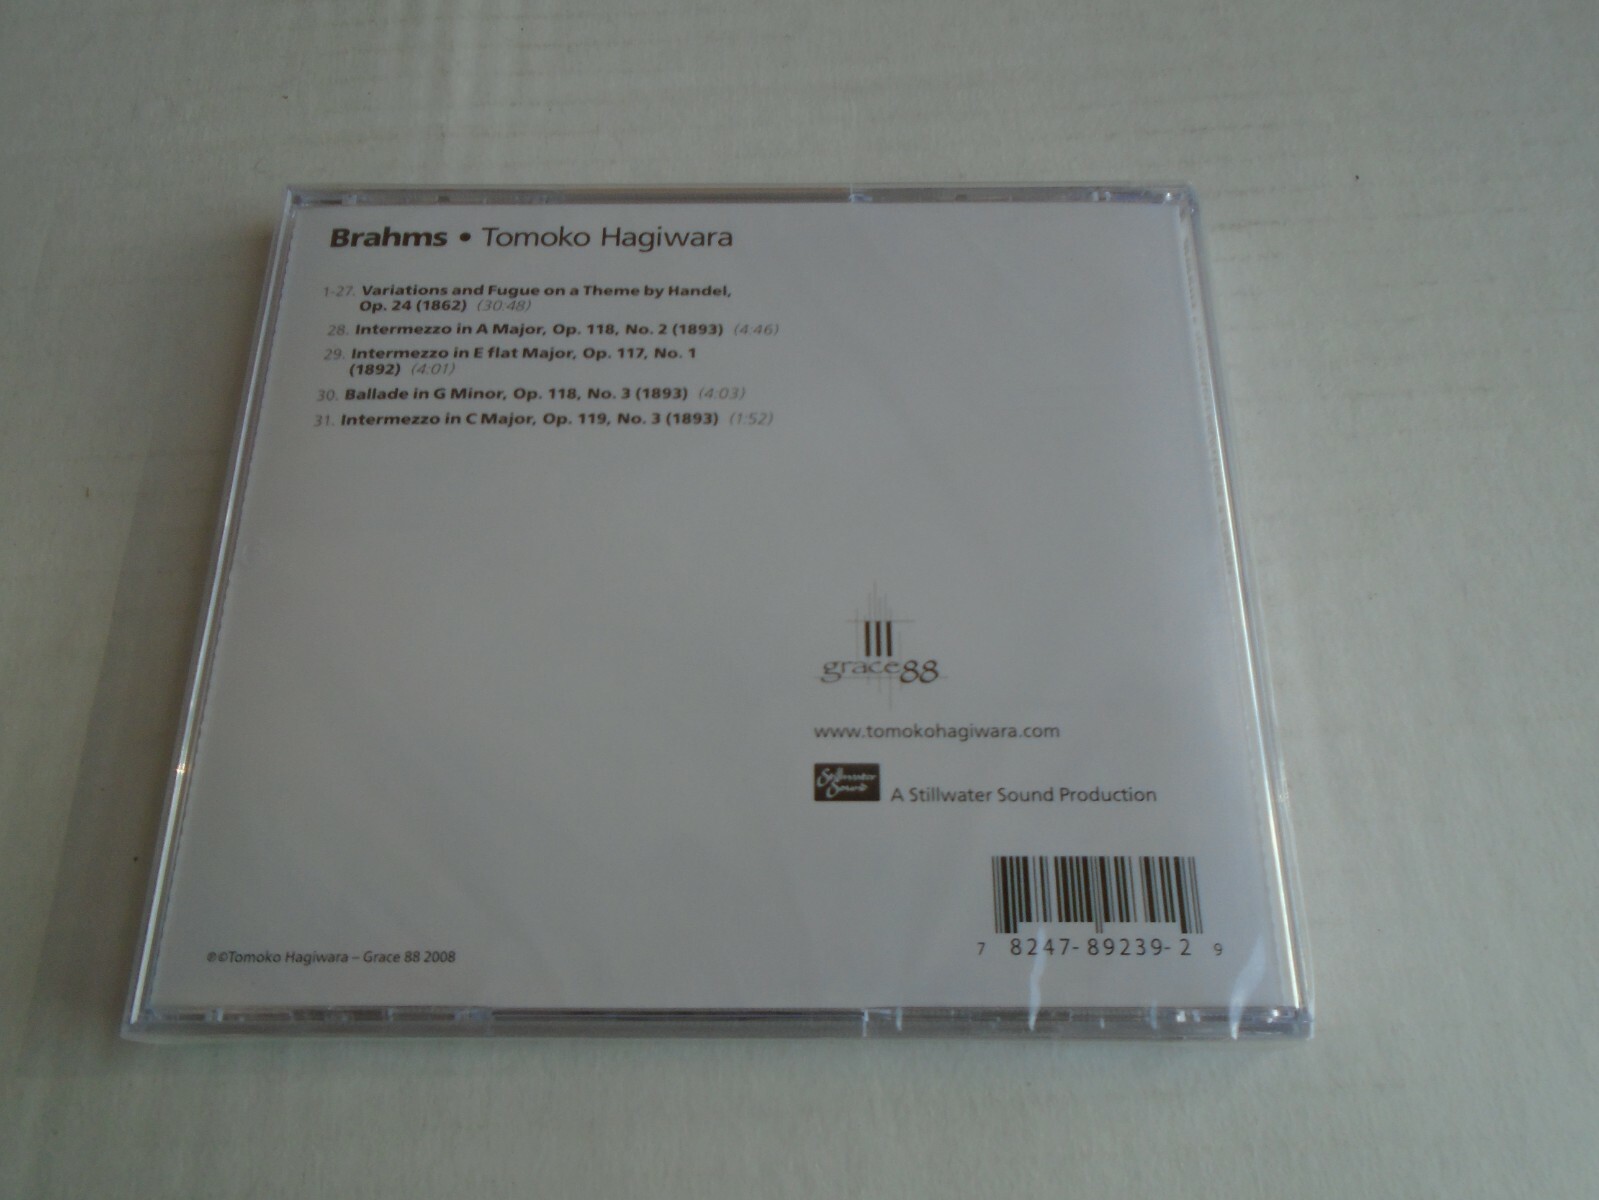 Brahms • Tomoko Hagiwara
1-27. Variations and Fugue on a Theme by Handel,
Op. 24 (1862) (30:48)
28. Intermezzo in A Major, Op. 118, No. 2 (1893) (4:46)
29. Intermezzo in E flat Major, Op. 117, No. 1
(1892) (4:01)
30. Ballade in G Minor, Op. 118, No. 3 (1893) (4:03)
31. Intermezzo in C Major, Op. 119, No. 3 (1893) (1:52)
grace88
www.tomokohagiwara.com
Stillwater
Sound
A Stillwater Sound Production
7 8247-89239-2 9
℗©Tomoko Hagiwara – Grace 88 2008